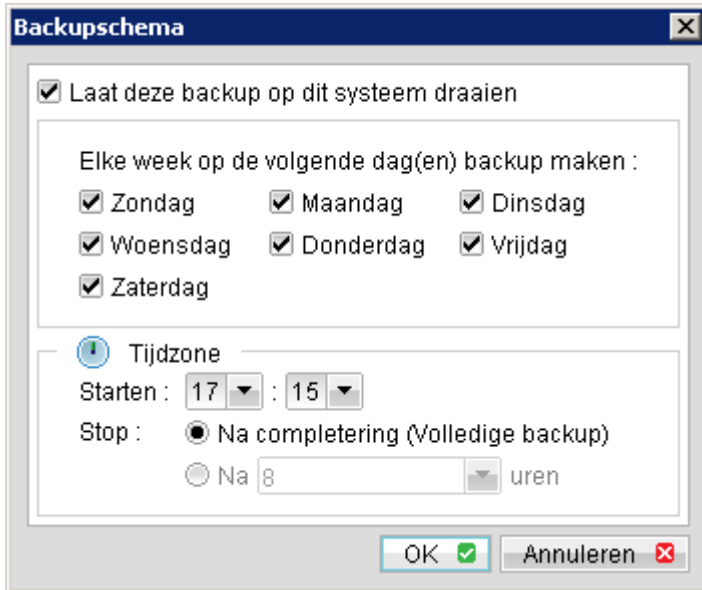 Backupschema
Laat deze backup op dit systeem draaien
Elke week op de volgende dag(en) backup maken :
Zondag Maandag Dinsdag
Woensdag Donderdag Vrijdag
Zaterdag
Tijdzone
Starten : 17 : 15
Stop : Na completering (Volledige backup)
Na 8 uren
OK Annuleren